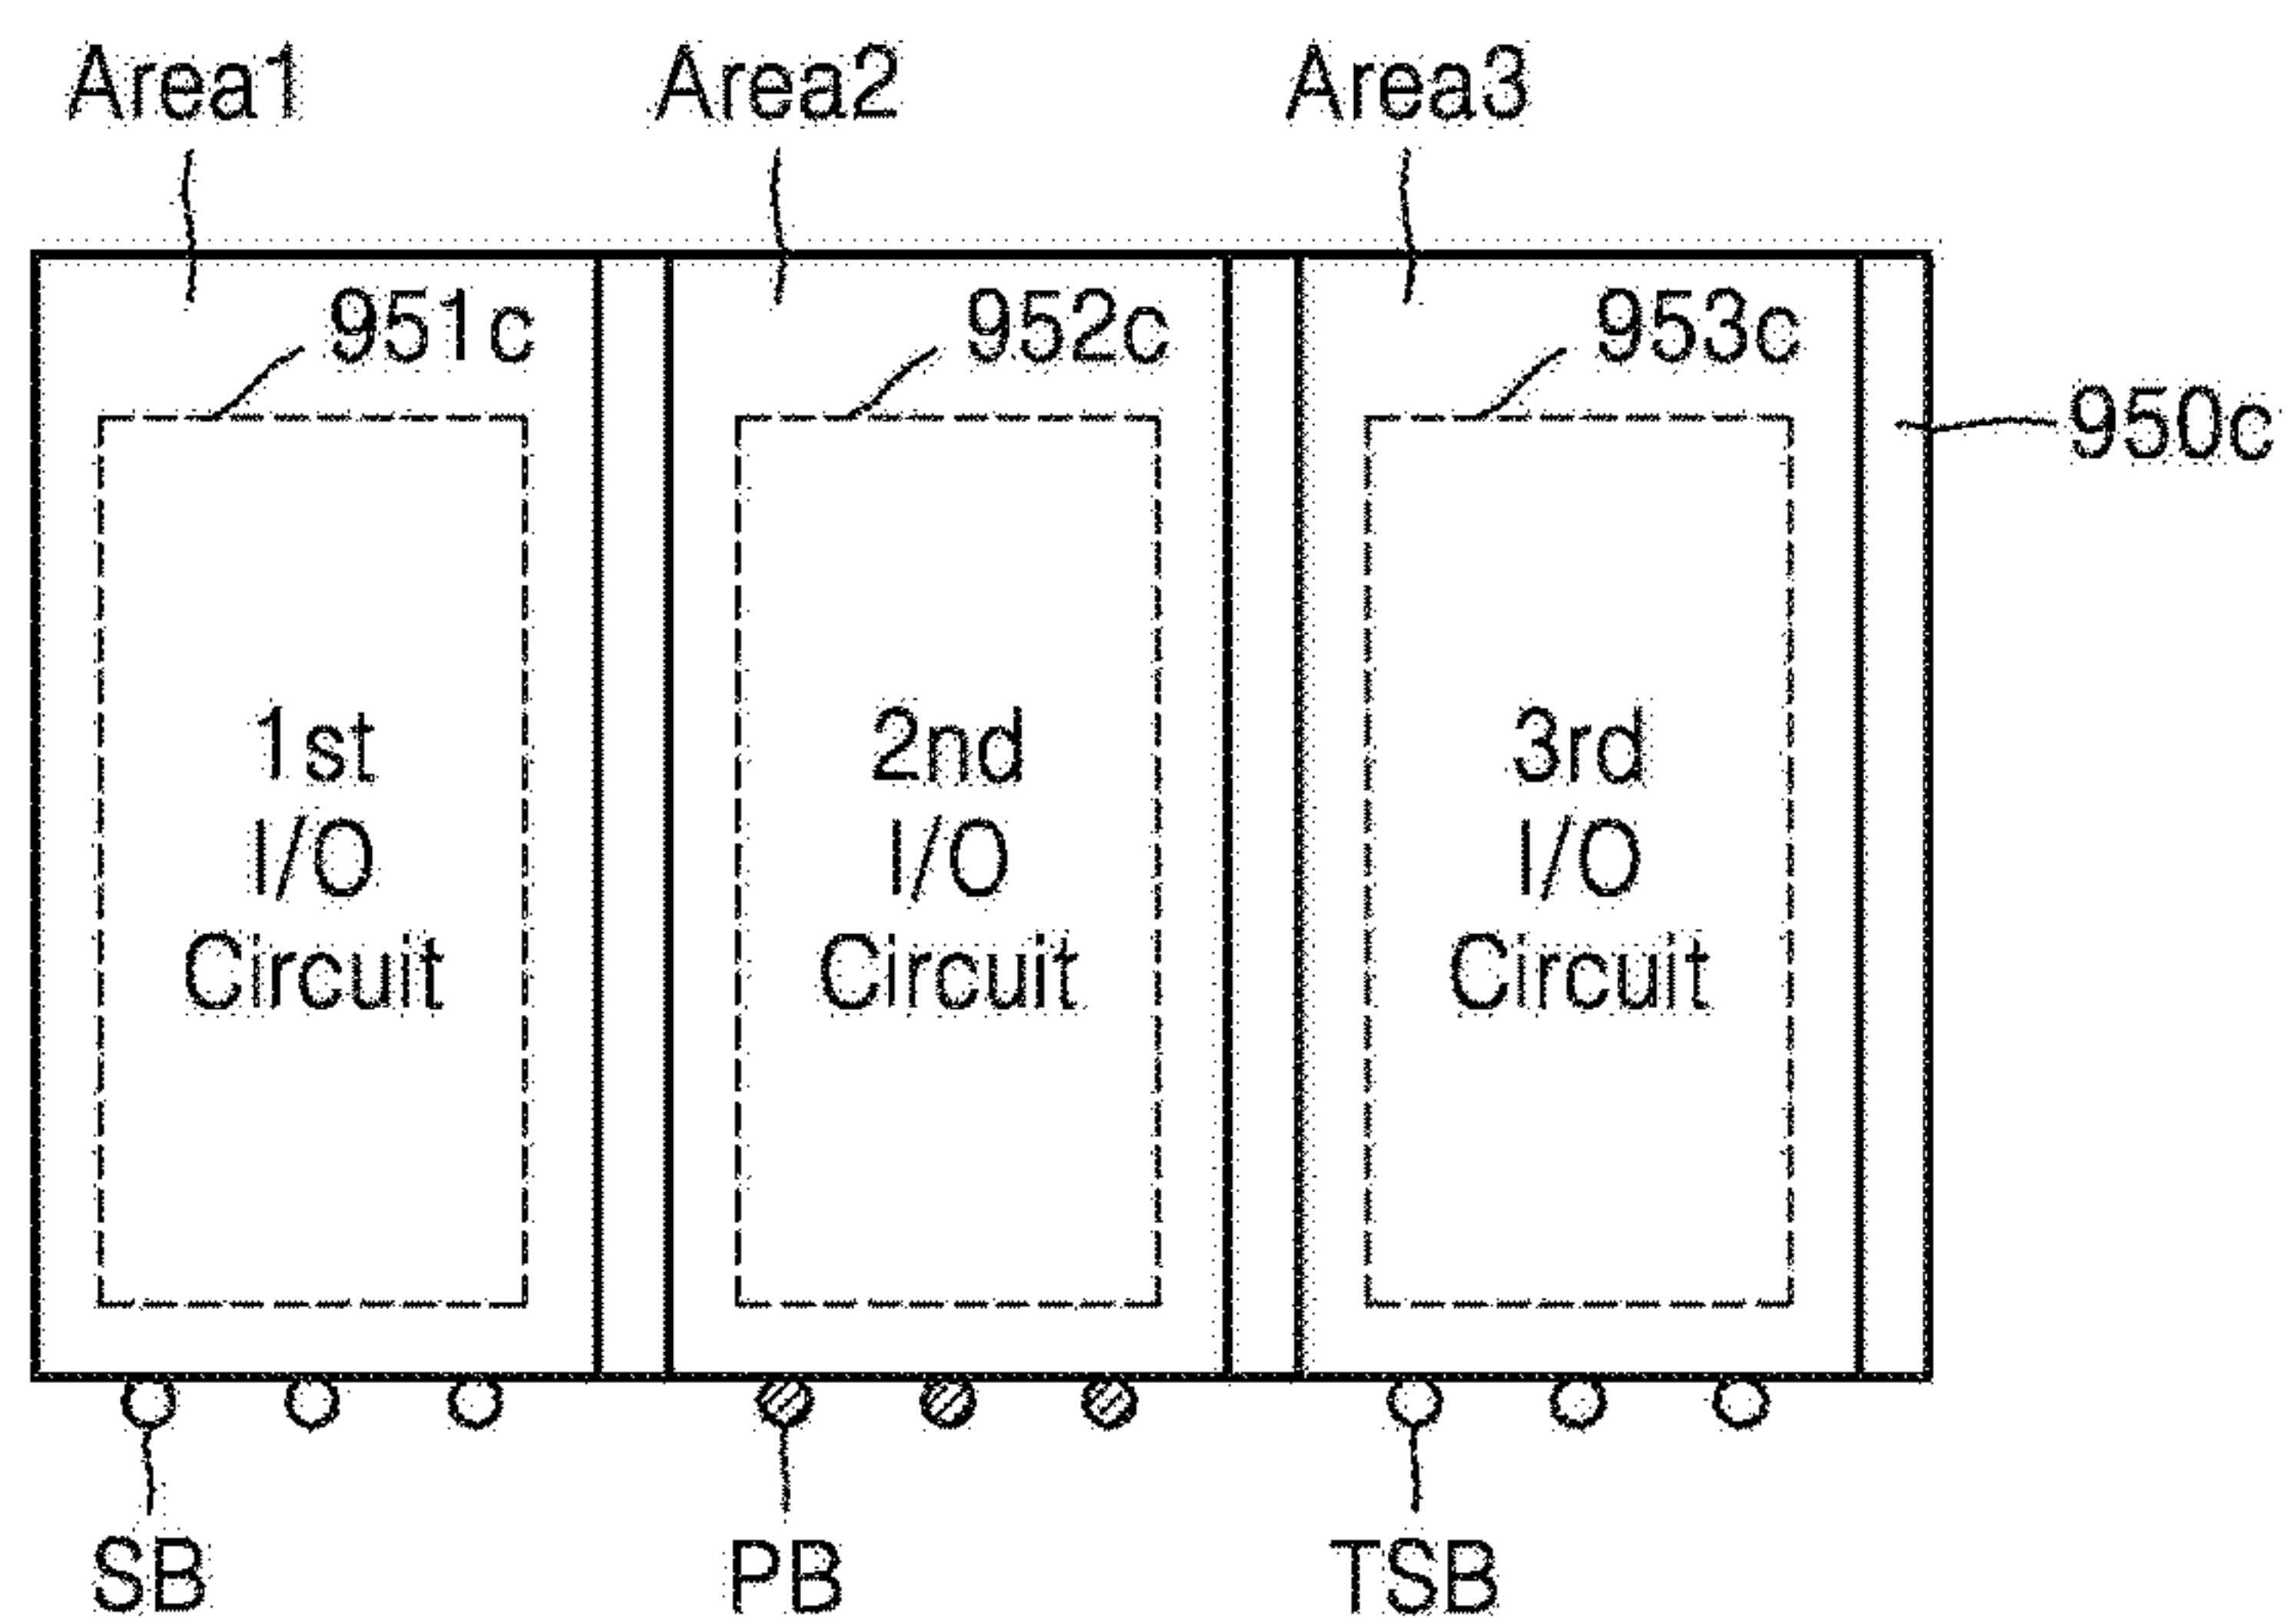 Area1 Area2 Area3
951c 952c 953c
950c
1st 2nd 3rd
I/O I/O I/O
Circuit Circuit Circuit
SB PB TSB